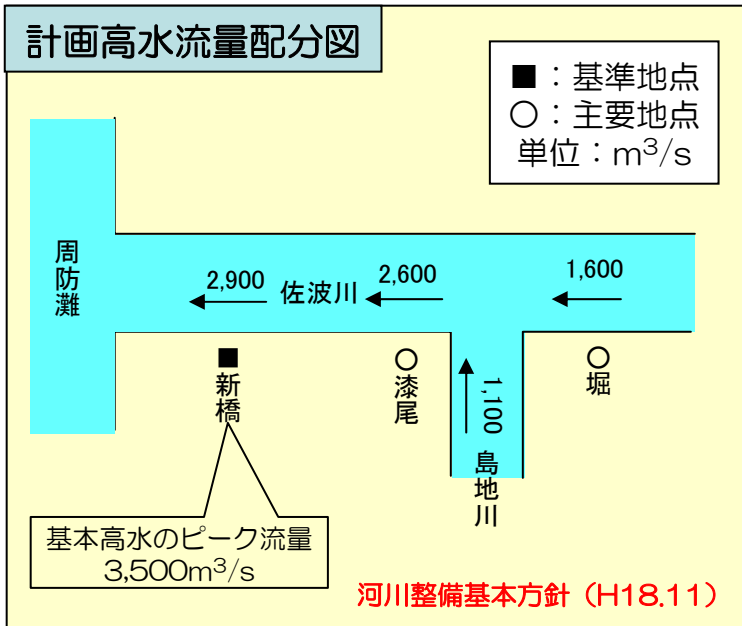 計画高水流量配分図
■：基準地点
○：主要地点
単位：m³/s
周防灘
2,900
佐波川
2,600
1,600
■
新橋
○
漆尾
1,100
島地川
○
堀
基本高水のピーク流量
3,500m³/s
河川整備基本方針（H18.11）